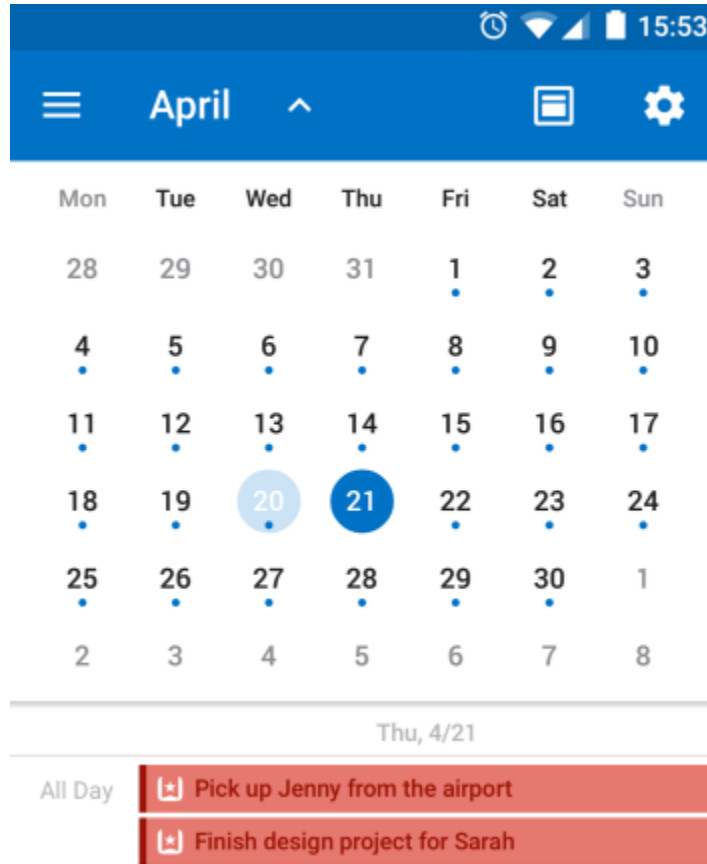 15:53
April
Mon Tue Wed Thu Fri Sat Sun
28 29 30 31 1 2 3
4 5 6 7 8 9 10
11 12 13 14 15 16 17
18 19 20 21 22 23 24
25 26 27 28 29 30 1
2 3 4 5 6 7 8
Thu, 4/21
All Day Pick up Jenny from the airport
Finish design project for Sarah